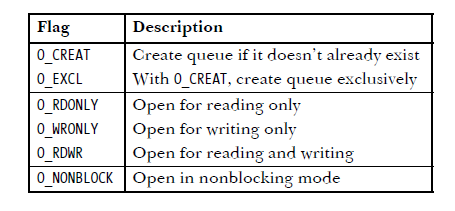 Flag Description
O_CREAT Create queue if it doesn’t already exist
O_EXCL With O_CREAT, create queue exclusively
O_RDONLY Open for reading only
O_WRONLY Open for writing only
O_RDWR Open for reading and writing
O_NONBLOCK Open in nonblocking mode